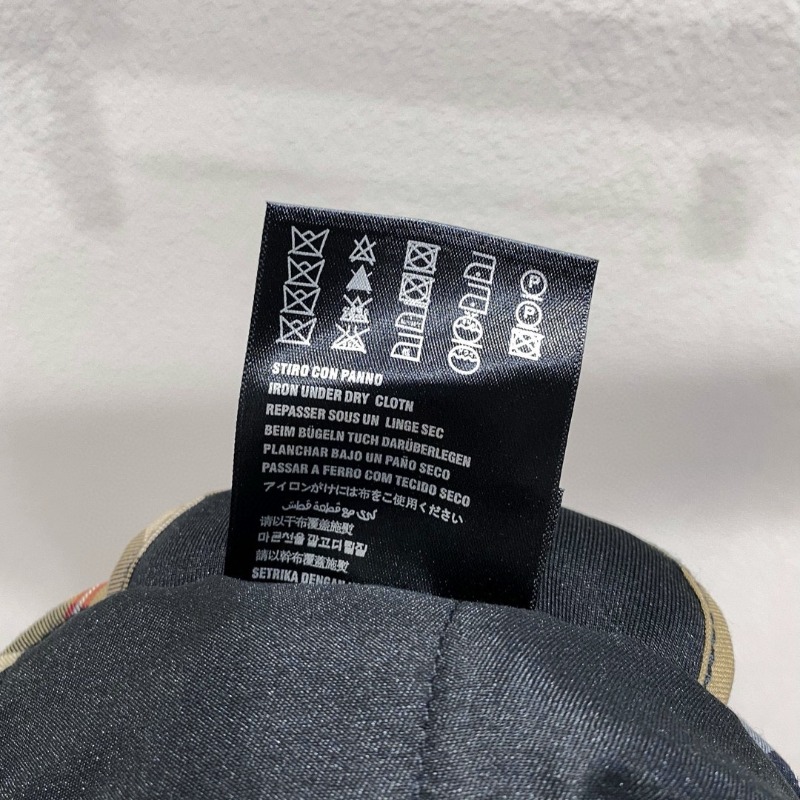 STIRO CON PANNO
IRON UNDER DRY CLOTN
REPASSER SOUS UN LINGE SEC
BEIM BÜGELN TUCH DARÜBERLEGEN
PLANCHAR BAJO UN PAÑO SECO
PASSAR A FERRO COM TECIDO SECO
アイロンがけには布をご使用ください
请以干布覆盖施熨
마른천을 깔고다림질
請以幹布覆蓋施熨
SETRIKA DENGAN